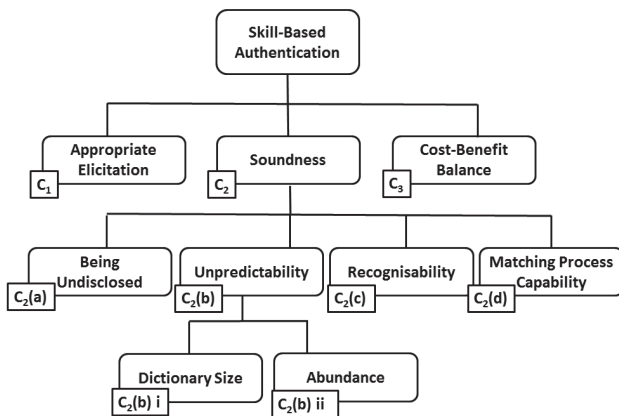 Skill-Based
Authentication
Appropriate
Elicitation
C₁
Soundness
C₂
Cost-Benefit
Balance
C₃
Being
Undisclosed
C₂(a)
Unpredictability
C₂(b)
Recognisability
C₂(c)
Matching Process
Capability
C₂(d)
Dictionary Size
C₂(b) i
Abundance
C₂(b) ii